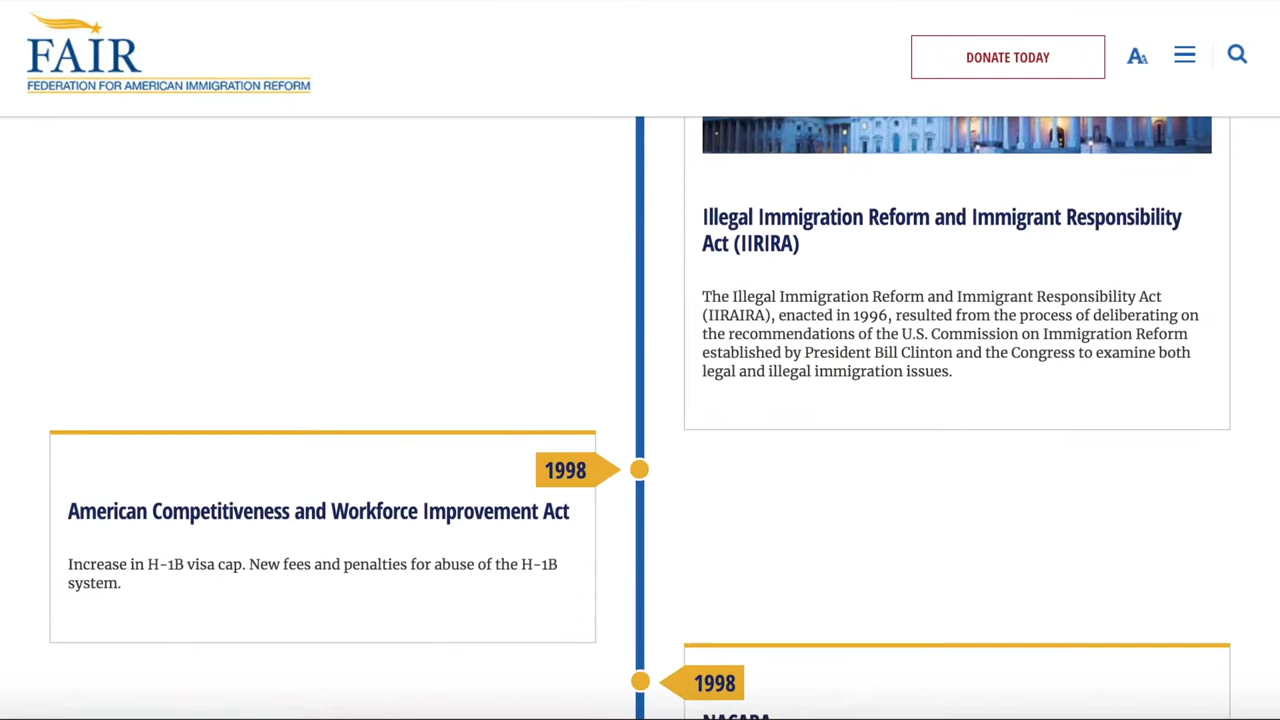 FAIR
FEDERATION FOR AMERICAN IMMIGRATION REFORM
DONATE TODAY
AA
Illegal Immigration Reform and Immigrant Responsibility
Act (IIRIRA)
The Illegal Immigration Reform and Immigrant Responsibility Act
(IIRAIRA), enacted in 1996, resulted from the process of deliberating on
the recommendations of the U.S. Commission on Immigration Reform
established by President Bill Clinton and the Congress to examine both
legal and illegal immigration issues.
1998
American Competitiveness and Workforce Improvement Act
Increase in H-1B visa cap. New fees and penalties for abuse of the H-1B
system.
1998
NACARA